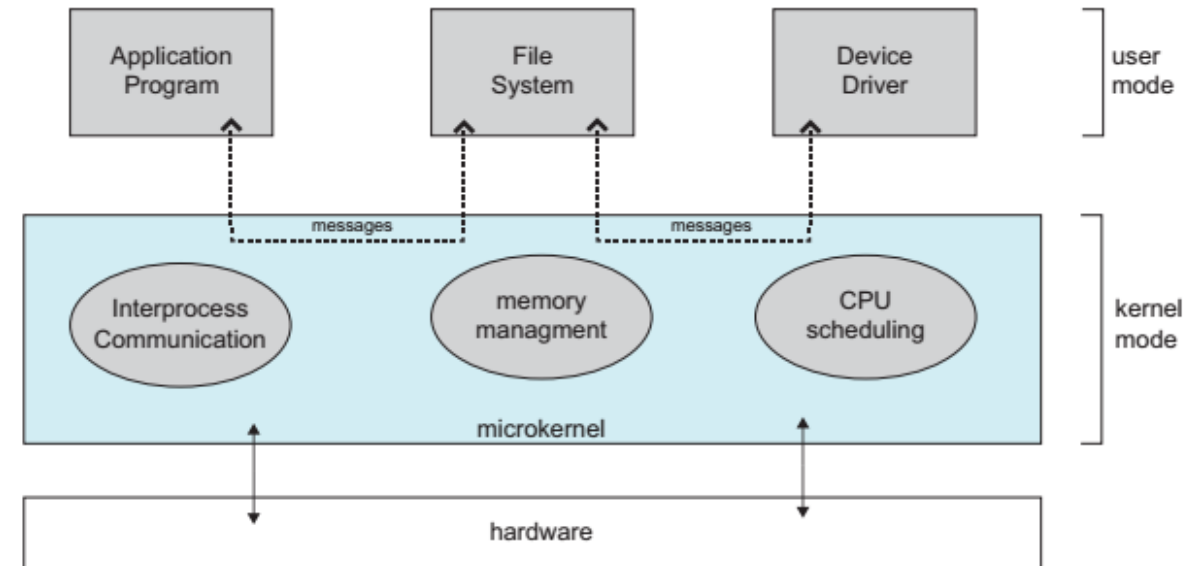 Application
Program
File
System
Device
Driver
user
mode
messages
messages
Interprocess
Communication
memory
managment
CPU
scheduling
kernel
mode
microkernel
hardware